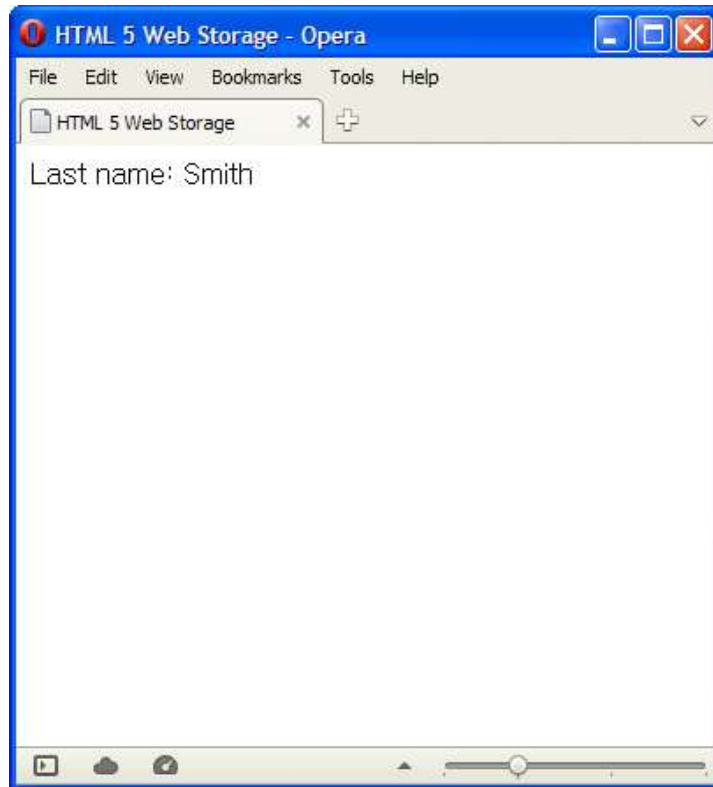 HTML 5 Web Storage - Opera
File Edit View Bookmarks Tools Help
HTML 5 Web Storage
Last name: Smith